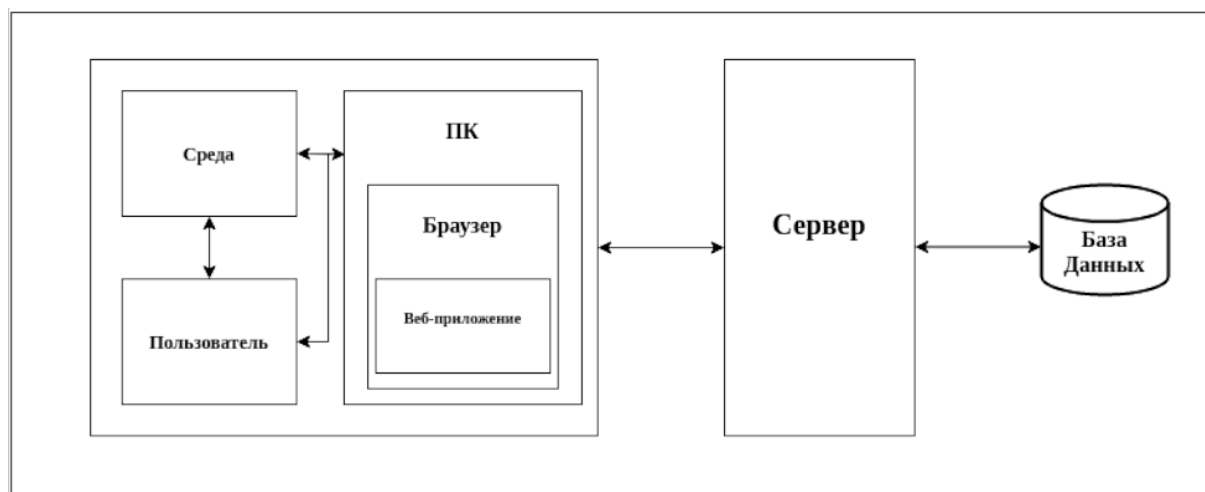 Среда
Пользователь
ПК
Браузер
Веб-приложение
Сервер
База
Данных